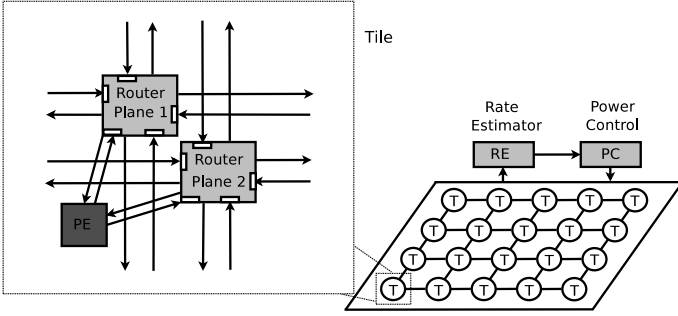 Tile
Router
Plane 1
Router
Plane 2
PE
Rate
Estimator
Power
Control
RE
PC
T T T T T
T T T T T
T T T T T
T T T T T